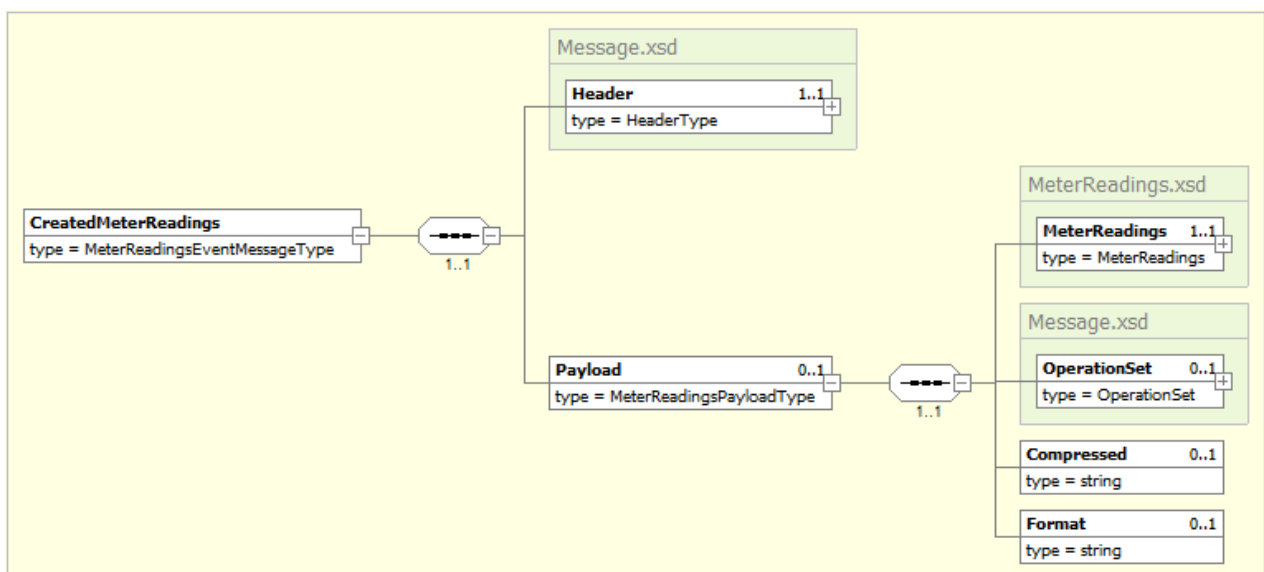 Message.xsd
Header 1..1
type = HeaderType
MeterReadings.xsd
CreatedMeterReadings
type = MeterReadingsEventMessageType
1..1
MeterReadings 1..1
type = MeterReadings
Message.xsd
Payload 0..1
type = MeterReadingsPayloadType
1..1
OperationSet 0..1
type = OperationSet
Compressed 0..1
type = string
Format 0..1
type = string